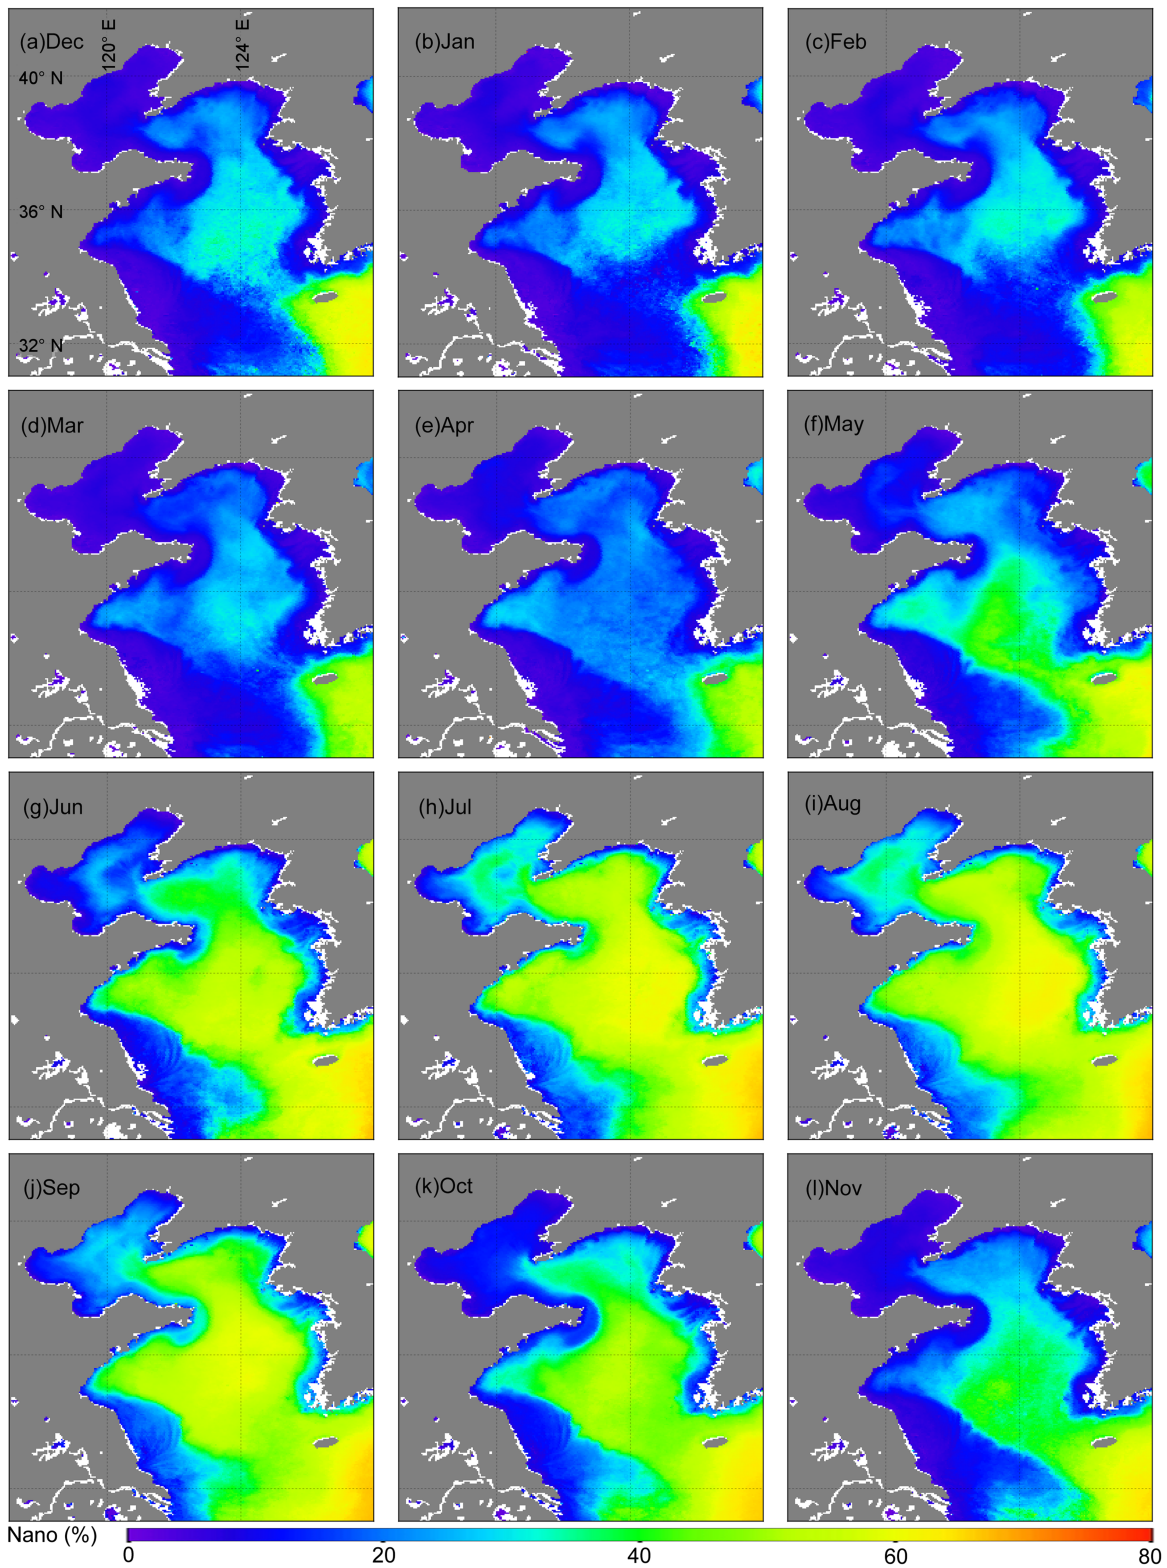 (a)Dec
120° E
124° E
(b)Jan
(c)Feb
40° N
36° N
32° N
(d)Mar
(e)Apr
(f)May
(g)Jun
(h)Jul
(i)Aug
(j)Sep
(k)Oct
(l)Nov
Nano (%)
0 20 40 60 80